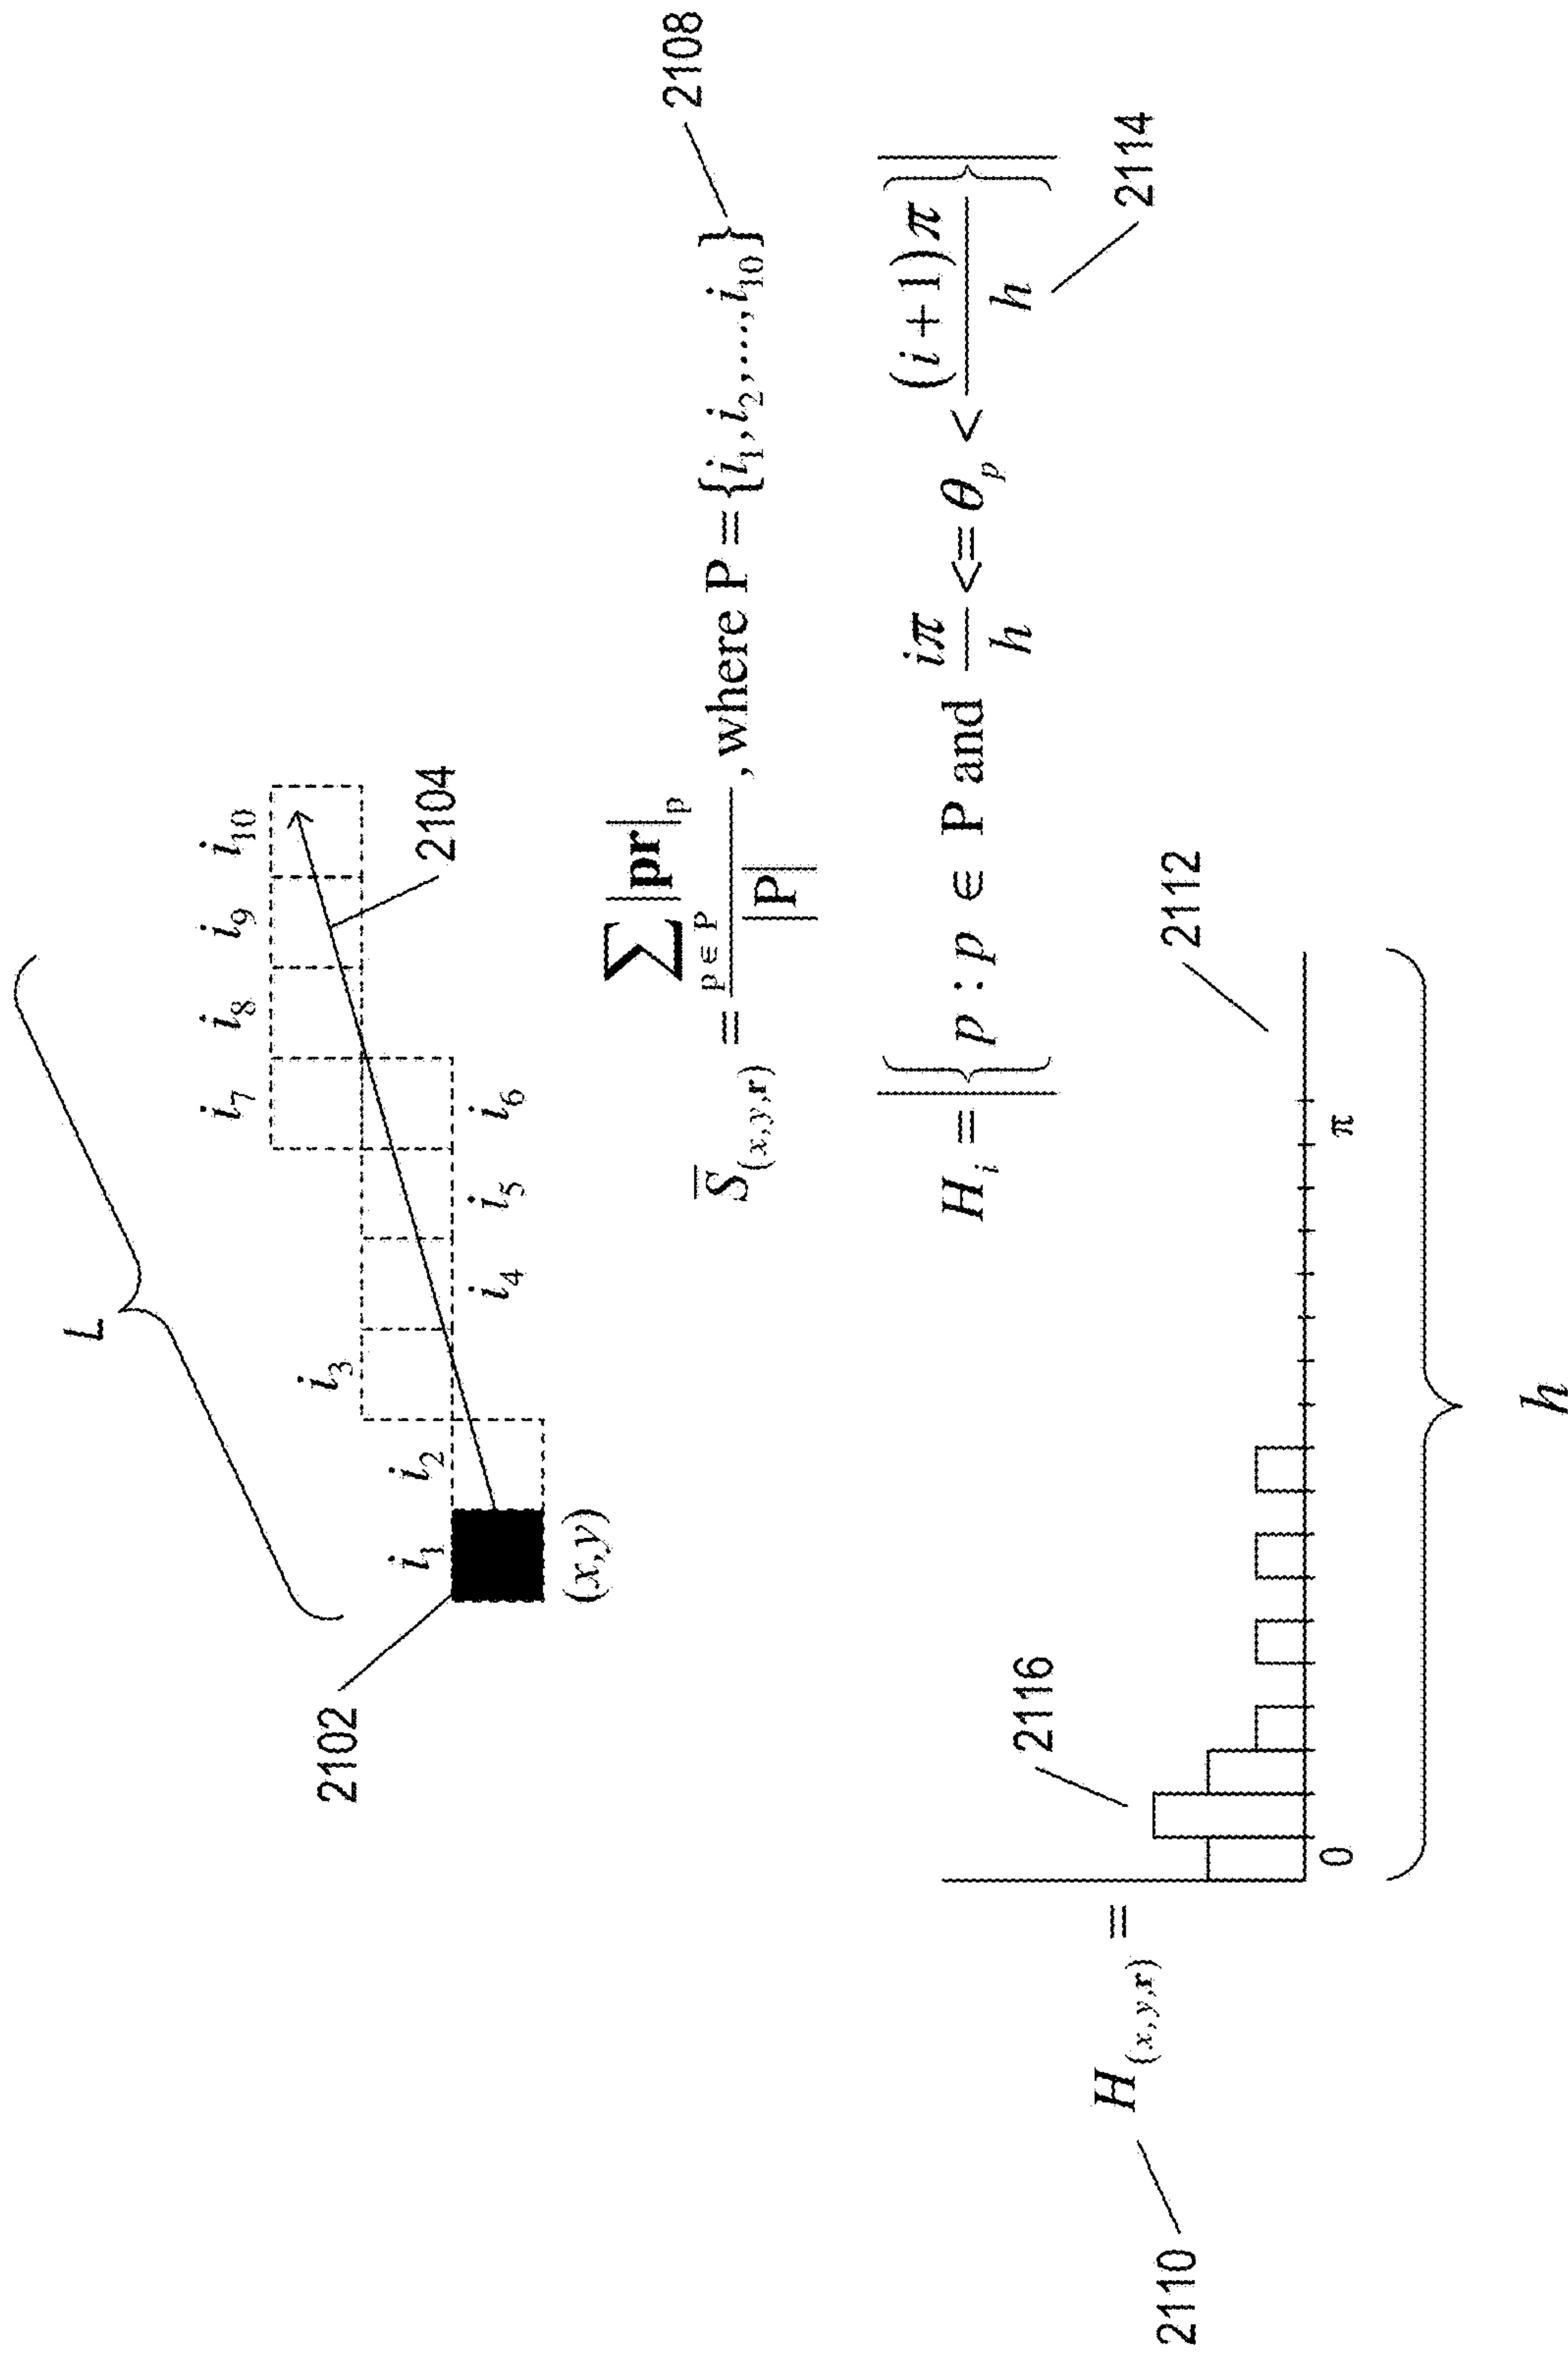 L
i₇ i₈ i₉ i₁₀
i₃
2102
i₁ i₂
i₄ i₅ i₆
2104
(x,y)
S̅₍ₓ,ᵧ,𝐫₎ = ∑ p ∈ P |pr|ₚ / |P| , where P = {i₁,i₂,...,i₁₀}
2108
Hᵢ = |{p : p ∈ P and iπ/h <= θₚ < (i+1)π/h}|
2114
2110
H₍ₓ,ᵧ,𝐫₎ =
2116
2112
0 π
h